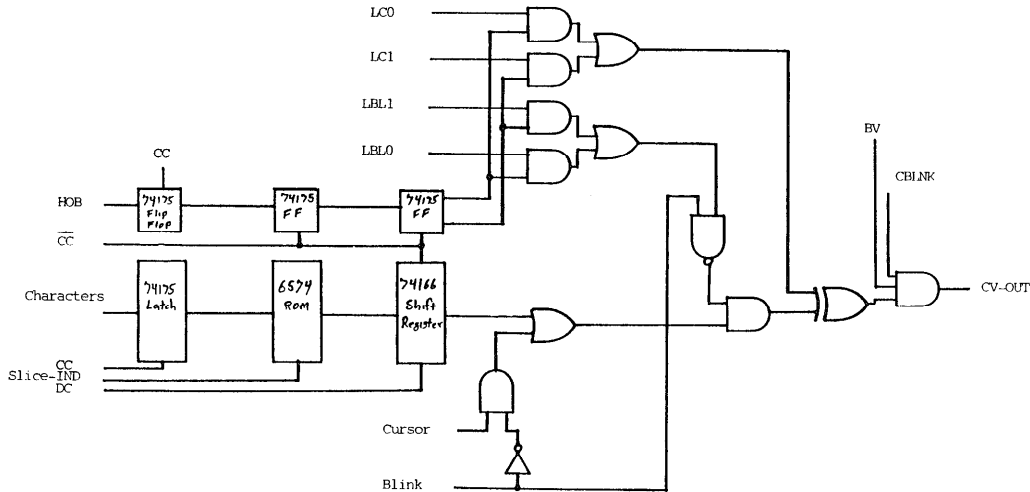 LC0
LC1
LBL1
LBL0
BV
CBLNK
CC
HOB
74175
Flip
Flop
74175
FF
74175
FF
CC
Characters
74175
Latch
6574
ROM
74166
Shift
Register
CV-OUT
CC
Slice-IND
DC
Cursor
Blink